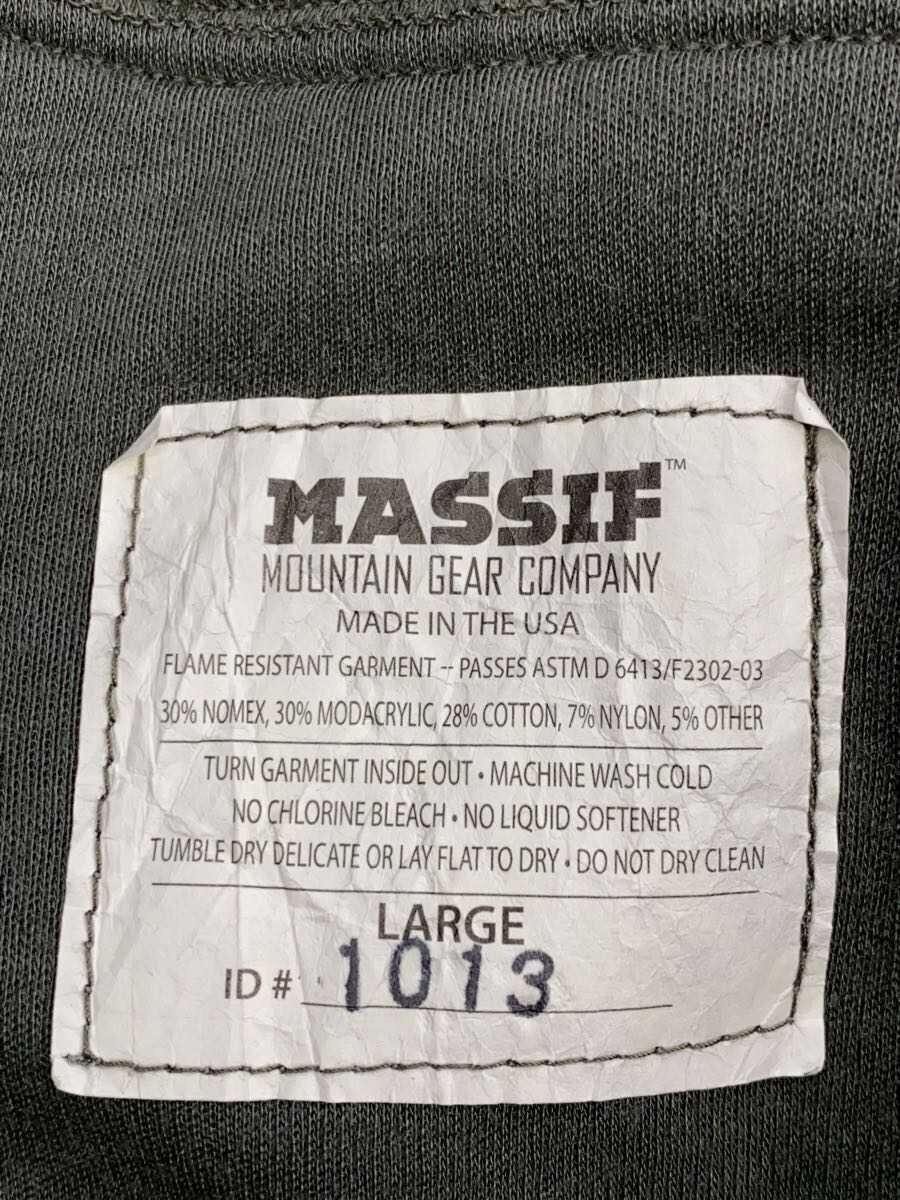 MASSIF™
MOUNTAIN GEAR COMPANY
MADE IN THE USA
FLAME RESISTANT GARMENT -- PASSES ASTM D 6413/F2302-03
30% NOMEX, 30% MODACRYLIC, 28% COTTON, 7% NYLON, 5% OTHER
TURN GARMENT INSIDE OUT • MACHINE WASH COLD
NO CHLORINE BLEACH • NO LIQUID SOFTENER
TUMBLE DRY DELICATE OR LAY FLAT TO DRY • DO NOT DRY CLEAN
LARGE
ID # 1013